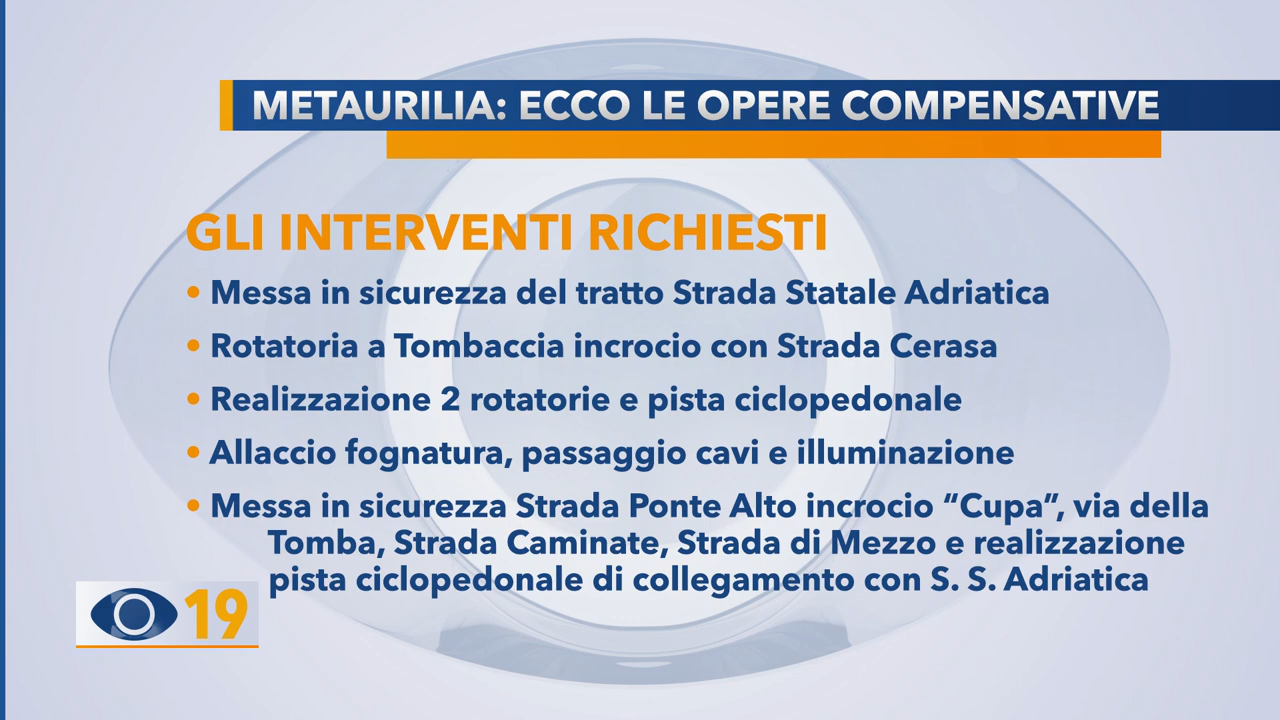 METAURILIA: ECCO LE OPERE COMPENSATIVE
GLI INTERVENTI RICHIESTI
• Messa in sicurezza del tratto Strada Statale Adriatica
• Rotatoria a Tombaccia incrocio con Strada Cerasa
• Realizzazione 2 rotatorie e pista ciclopedonale
• Allaccio fognatura, passaggio cavi e illuminazione
• Messa in sicurezza Strada Ponte Alto incrocio “Cupa”, via della
Tomba, Strada Caminate, Strada di Mezzo e realizzazione
pista ciclopedonale di collegamento con S. S. Adriatica
19